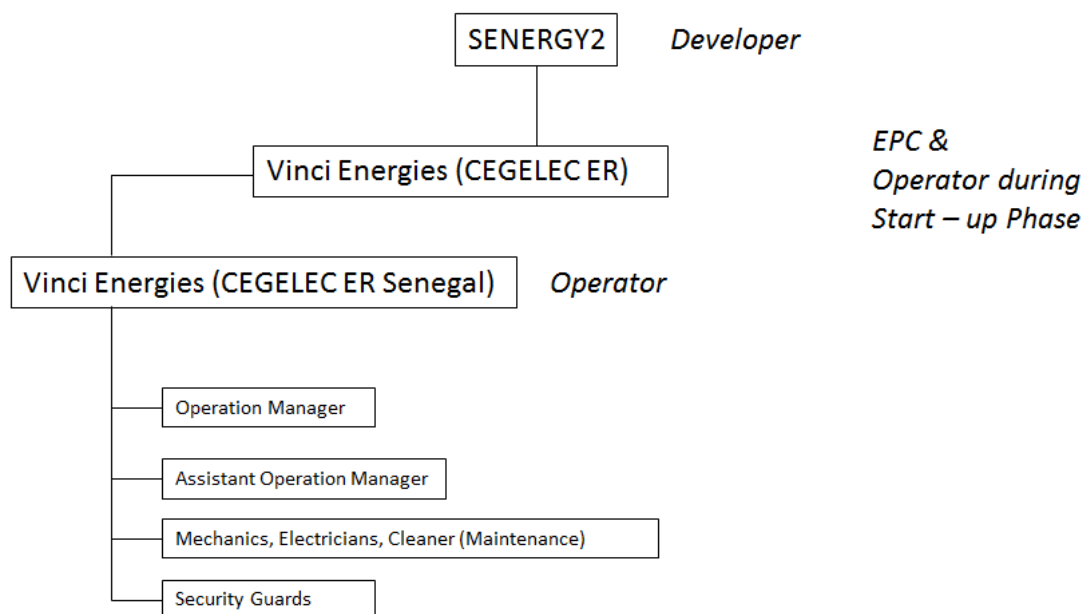 SENERGY2 Developer
Vinci Energies (CEGELEC ER)
EPC &
Operator during
Start – up Phase
Vinci Energies (CEGELEC ER Senegal) Operator
Operation Manager
Assistant Operation Manager
Mechanics, Electricians, Cleaner (Maintenance)
Security Guards